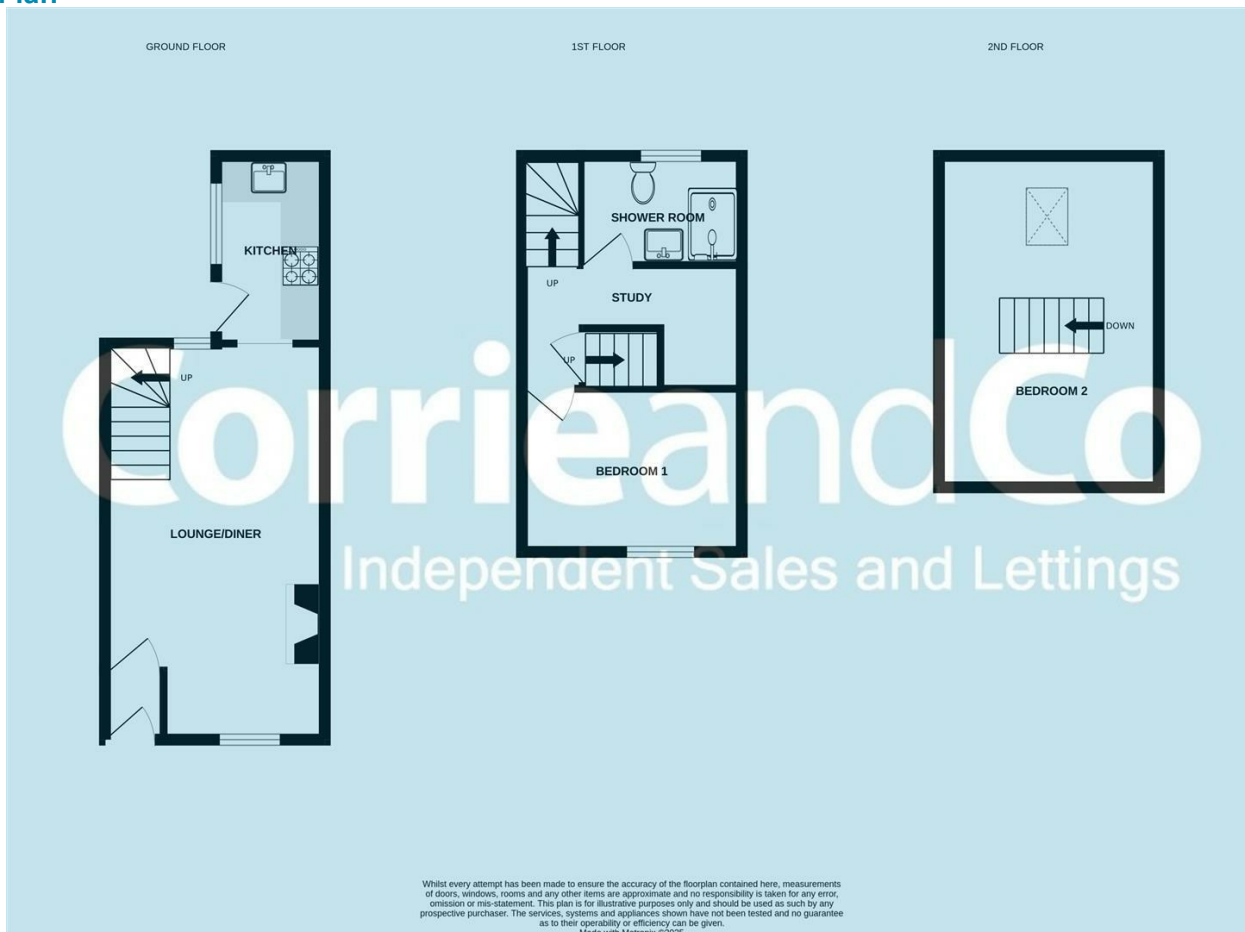 GROUND FLOOR
1ST FLOOR
2ND FLOOR
KITCHEN
UP
LOUNGE/DINER
SHOWER ROOM
UP
STUDY
UP
BEDROOM 1
DOWN
BEDROOM 2
CorrieandCo
Independent Sales and Lettings
Whilst every attempt has been made to ensure the accuracy of the floorplan contained here, measurements
of doors, windows, rooms and any other items are approximate and no responsibility is taken for any error,
omission or mis-statement. This plan is for illustrative purposes only and should be used as such by any
prospective purchaser. The services, systems and appliances shown have not been tested and no guarantee
as to their operability or efficiency can be given.